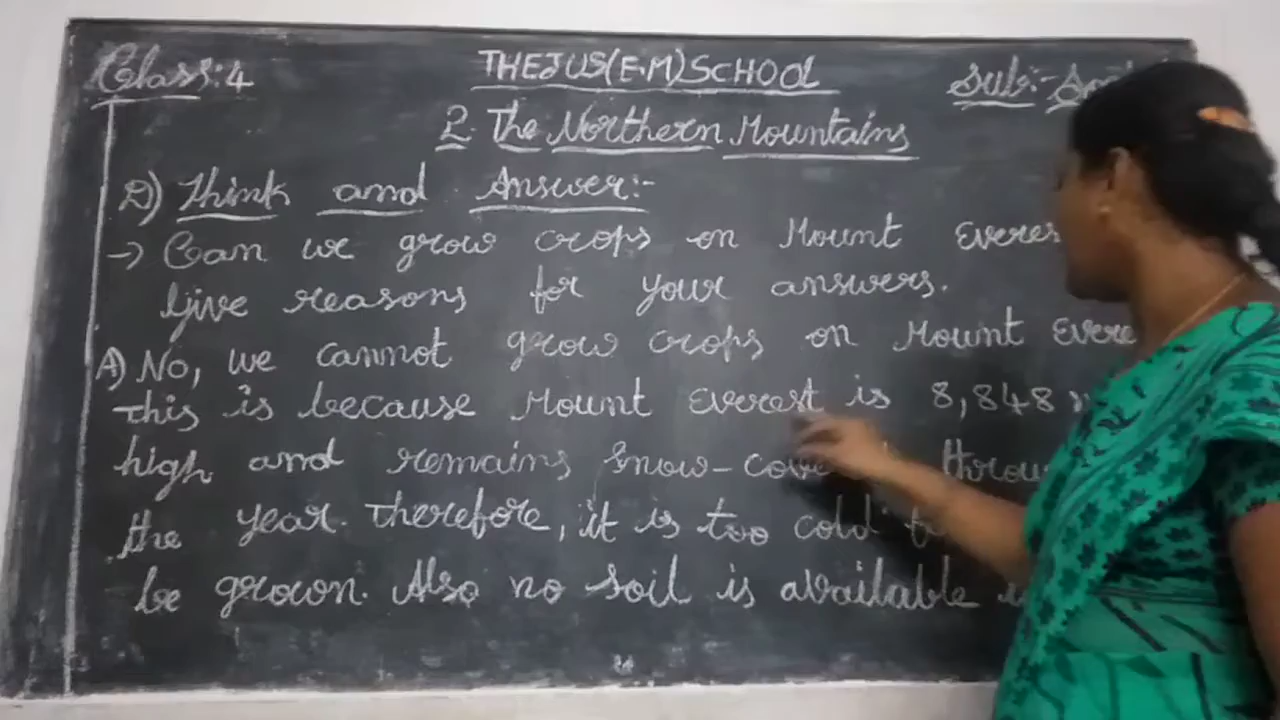 Class:4
THEJUS(E.M)SCHOOL
Sub:-
2. The Northern Mountains
D) Think and Answer:-
-> Can we grow crops on Mount
Give reasons for your answers.
A) No, we cannot grow crops on Mount
This is because Mount Everest is 8,848
high and remains snow-
the year. Therefore, it is too cold
be grown. Also no soil is available